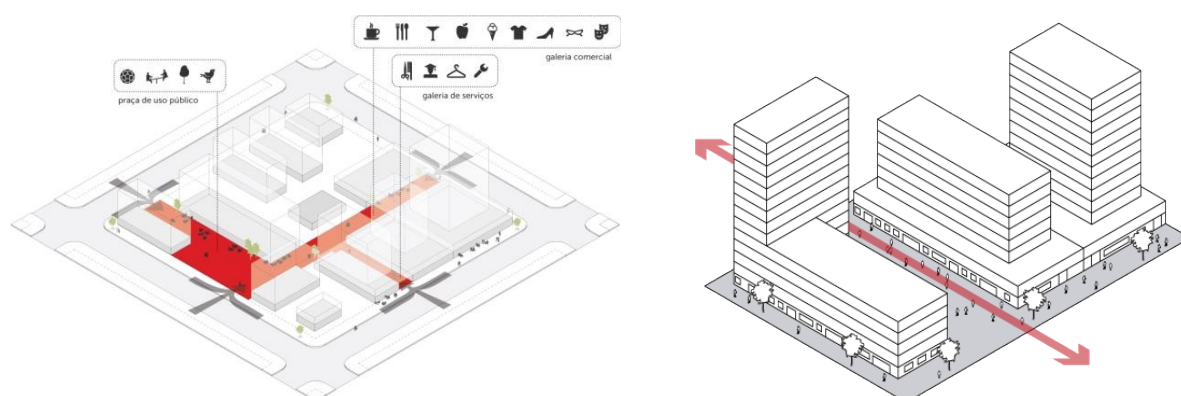 galeria comercial
galeria de serviços
praça de uso público